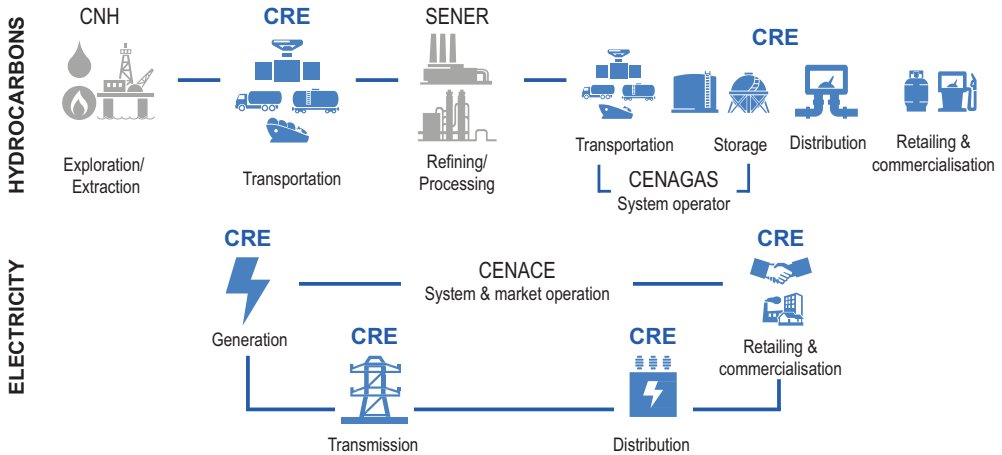 HYDROCARBONS
CNH
CRE
SENER
CRE
Exploration/
Extraction
Transportation
Refining/
Processing
Transportation
Storage
Distribution
Retailing &
commercialisation
CENAGAS
System operator
ELECTRICITY
CRE
CENACE
System & market operation
CRE
Generation
CRE
CRE
Retailing &
commercialisation
Transmission
Distribution